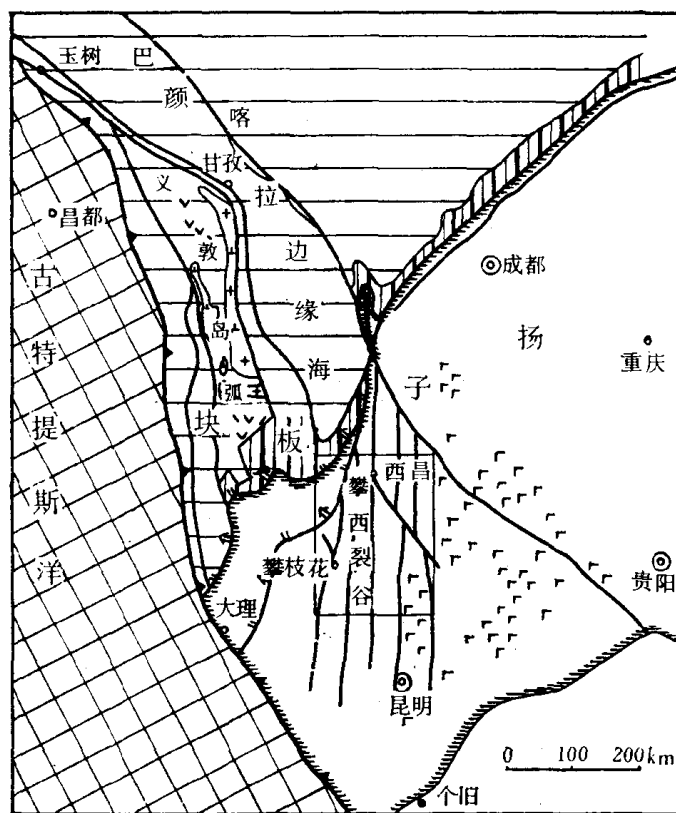 玉树
巴颜喀拉边缘海
甘孜
义敦岛弧
昌都
古特提斯洋
成都
重庆
扬子板块
西昌
攀西裂谷
攀枝花
大理
贵阳
昆明
个旧
0 100 200km